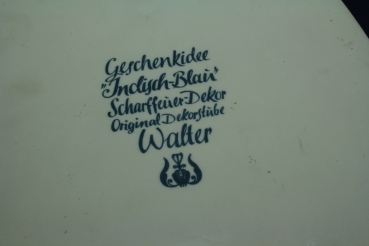 Geschenkidee
„Indisch-Blau"
Scharffeuer-Dekor
Original Dekorstube
Walter